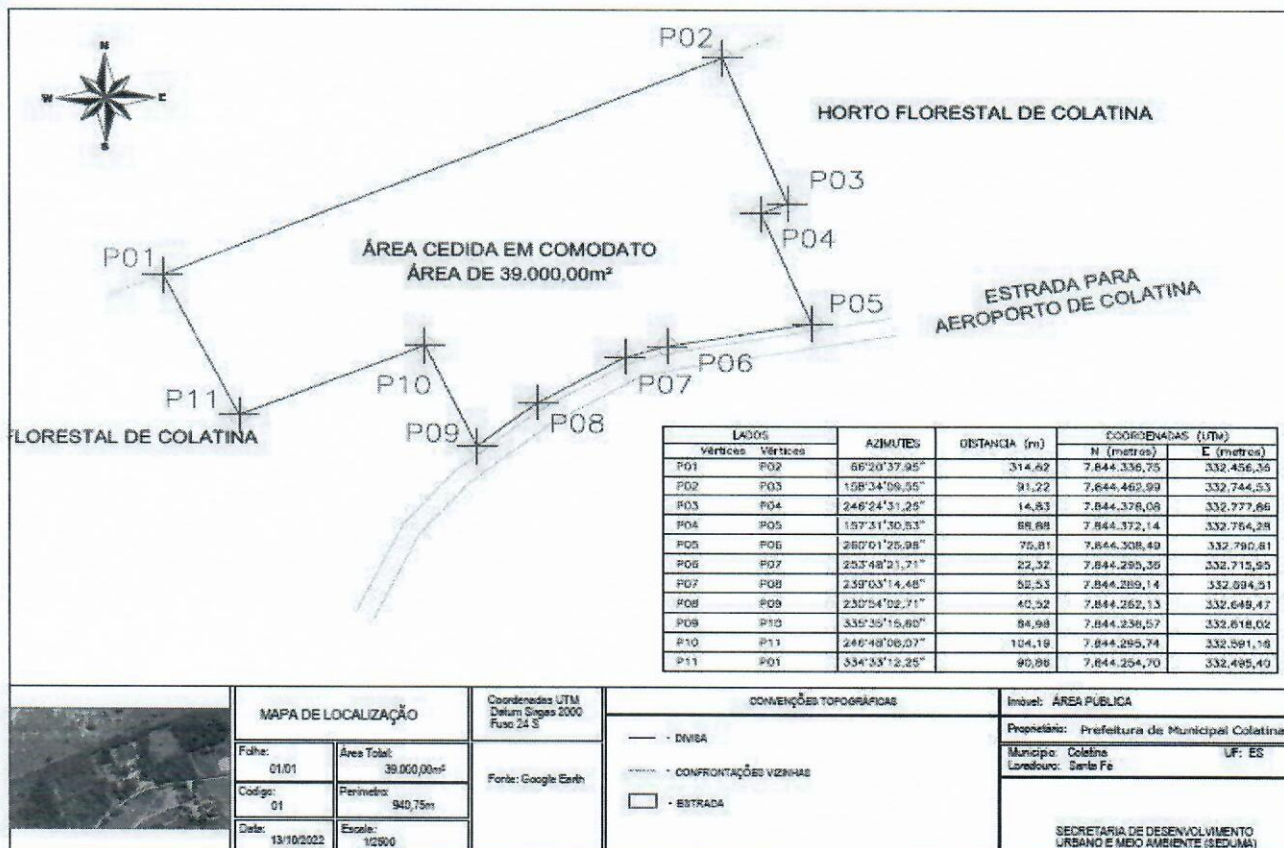 N
W E
S
P02
HORTO FLORESTAL DE COLATINA
P03
P04
P01
ÁREA CEDIDA EM COMODATO
ÁREA DE 39.000,00m²
ESTRADA PARA
AEROPORTO DE COLATINA
P05
P06
P07
P10
P11
P09
P08
FLORESTAL DE COLATINA
LADOS AZIMUTES DISTANCIA (m) COORDENADAS (UTM)
Vértices Vértices N (metros) E (metros)
P01 P02 66°20'37,95" 314,62 7.644.336,75 332.456,36
P02 P03 158°34'09,55" 91,22 7.644.462,99 332.744,53
P03 P04 246°24'31,25" 14,83 7.644.378,08 332.777,86
P04 P05 157°31'30,53" 68,88 7.644.372,14 332.764,28
P05 P06 260°01'25,98" 75,81 7.644.308,49 332.790,61
P06 P07 253°48'21,71" 22,32 7.644.295,36 332.715,95
P07 P08 239°03'14,48" 52,53 7.644.289,14 332.694,51
P08 P09 230°54'02,71" 40,52 7.644.262,13 332.649,47
P09 P10 335°35'15,60" 64,98 7.644.236,57 332.618,02
P10 P11 246°48'06,07" 104,19 7.644.295,74 332.591,16
P11 P01 334°33'12,25" 90,86 7.644.254,70 332.495,40
MAPA DE LOCALIZAÇÃO
Folha: 01/01
Área Total: 39.000,00m²
Código: 01
Perímetro: 940,75m
Data: 13/10/2022
Escala: 1/2500
Coordenadas UTM
Datum Sirgas 2000
Fuso 24 S
Fonte: Google Earth
CONVENÇÕES TOPOGRÁFICAS
- DIVISA
- CONFRONTAÇÕES VIZINHAS
- ESTRADA
Imóvel: ÁREA PÚBLICA
Proprietário: Prefeitura de Municipal Colatina
Município: Colatina UF: ES
Loradouro: Santa Fé
SECRETARIA DE DESENVOLVIMENTO
URBANO E MEIO AMBIENTE (SEDUMA)